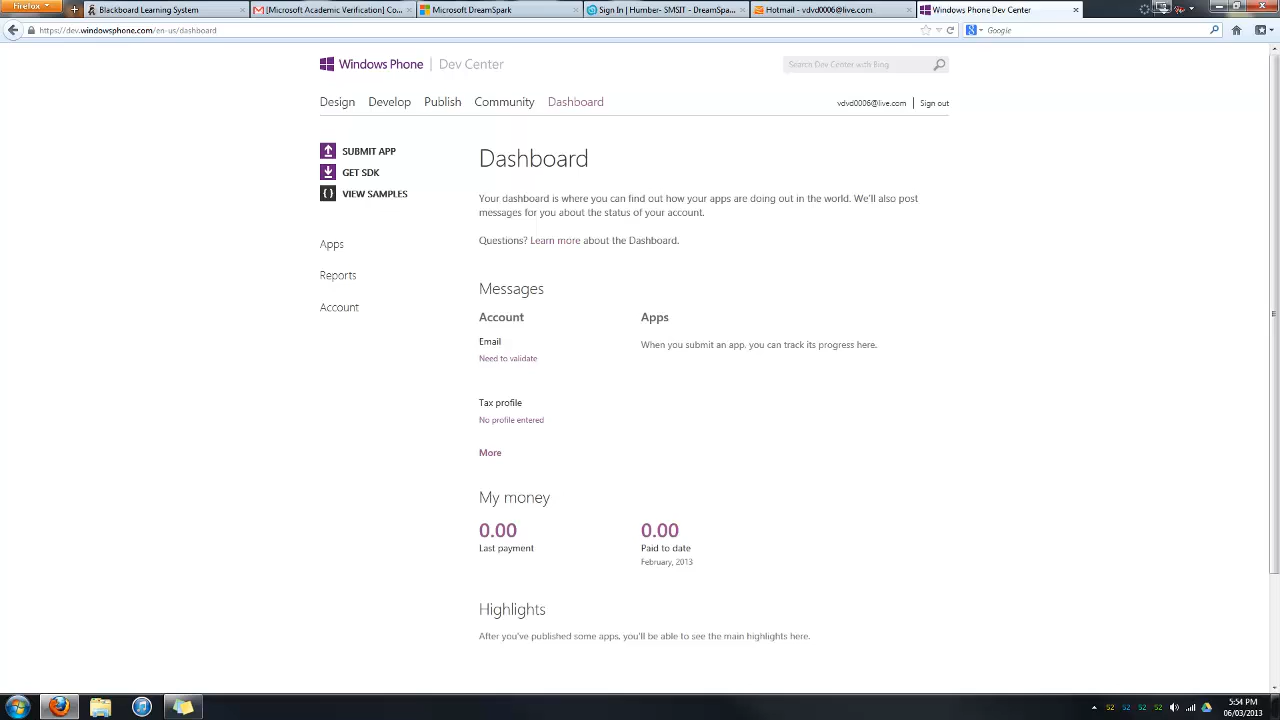 Firefox
Blackboard Learning System
[Microsoft Academic Verification] Co...
Microsoft DreamSpark
Sign In | Humber- SMSIT - DreamSpa...
Hotmail - vdvd0006@live.com
Windows Phone Dev Center
https://dev.windowsphone.com/en-us/dashboard
Google
Windows Phone | Dev Center
Search Dev Center with Bing
Design Develop Publish Community Dashboard
vdvd0006@live.com | Sign out
SUBMIT APP
GET SDK
VIEW SAMPLES
Apps
Reports
Account
Dashboard
Your dashboard is where you can find out how your apps are doing out in the world. We'll also post
messages for you about the status of your account.
Questions? Learn more about the Dashboard.
Messages
Account
Email
Need to validate
Tax profile
No profile entered
More
Apps
When you submit an app, you can track its progress here.
My money
0.00
Last payment
0.00
Paid to date
February, 2013
Highlights
After you've published some apps, you'll be able to see the main highlights here.
52 52 52 52
5:54 PM
06/03/2013